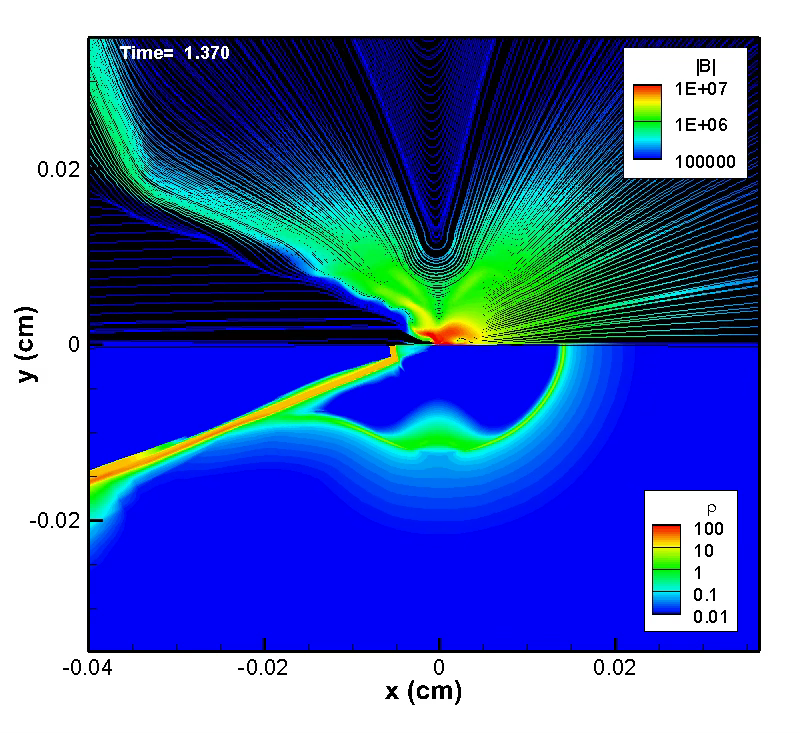 Time= 1.370
|B|
1E+07
1E+06
100000
0.02
0
-0.02
y (cm)
ρ
100
10
1
0.1
0.01
-0.04
-0.02
0
0.02
x (cm)